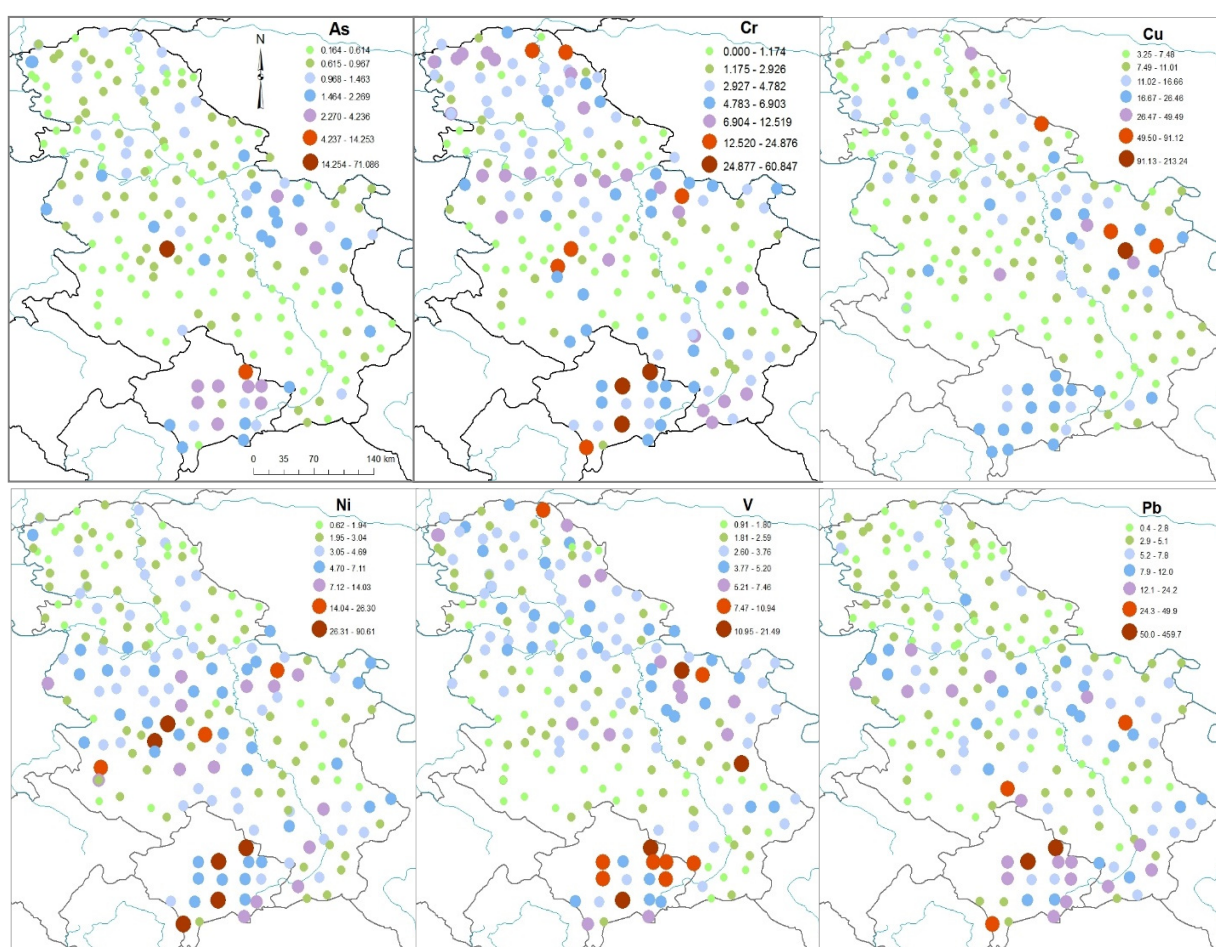 As
N
0.164 - 0.614
0.615 - 0.967
0.968 - 1.463
1.464 - 2.269
2.270 - 4.236
4.237 - 14.253
14.254 - 71.086
0 35 70 140 km
Cr
0.000 - 1.174
1.175 - 2.926
2.927 - 4.782
4.783 - 6.903
6.904 - 12.519
12.520 - 24.876
24.877 - 60.847
Cu
3.25 - 7.48
7.49 - 11.01
11.02 - 16.66
16.67 - 26.46
26.47 - 49.49
49.50 - 91.12
91.13 - 213.24
Ni
0.62 - 1.94
1.95 - 3.04
3.05 - 4.69
4.70 - 7.11
7.12 - 14.03
14.04 - 26.30
26.31 - 90.61
V
0.91 - 1.80
1.81 - 2.59
2.60 - 3.76
3.77 - 5.20
5.21 - 7.46
7.47 - 10.94
10.95 - 21.49
Pb
0.4 - 2.8
2.9 - 5.1
5.2 - 7.8
7.9 - 12.0
12.1 - 24.2
24.3 - 49.9
50.0 - 459.7